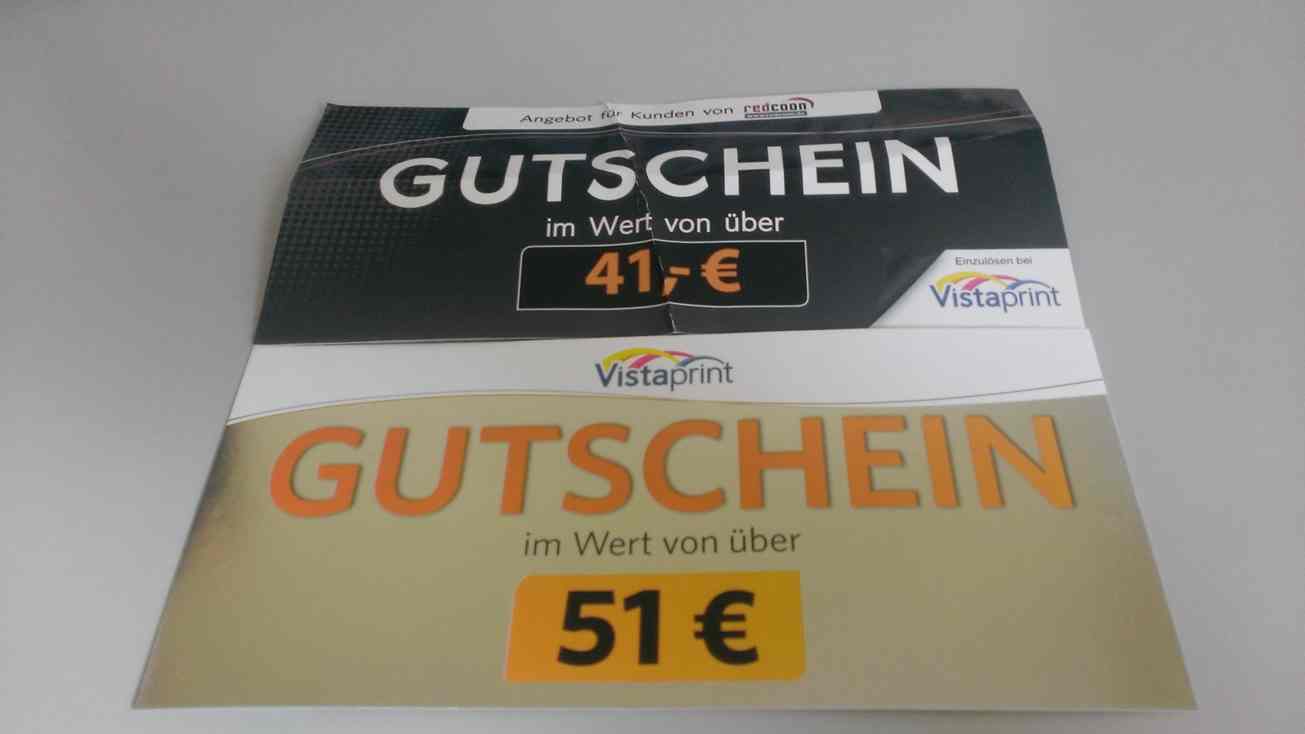 Angebot für Kunden von redcoon
GUTSCHEIN
im Wert von über
41,- €
Einzulösen bei
Vistaprint
Vistaprint
GUTSCHEIN
im Wert von über
51 €